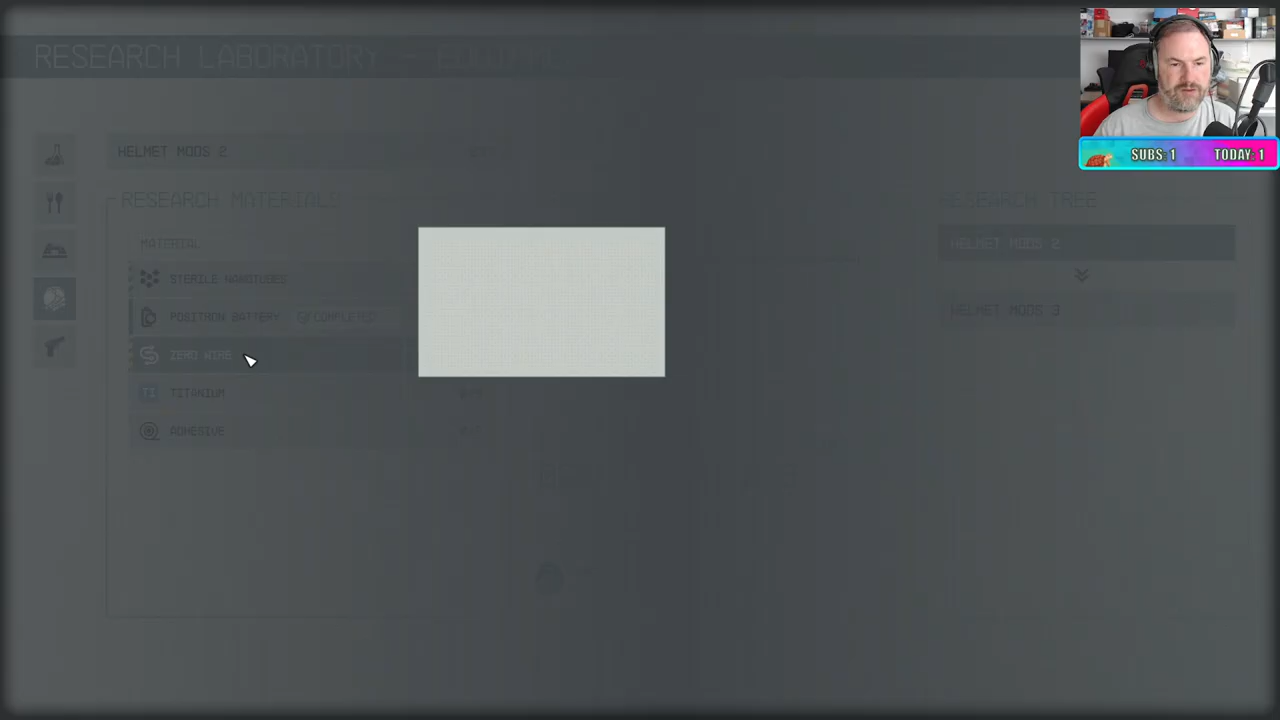 RESEARCH LABORATORY
SUBS: 1 TODAY: 1
HELMET MODS 2
RESEARCH MATERIALS
RESEARCH TREE
MATERIAL
HELMET MODS 2
STERILE NANOTUBES
POSITRON BATTERY COMPLETED
HELMET MODS 3
ZERO WIRE
TI TITANIUM
ADHESIVE